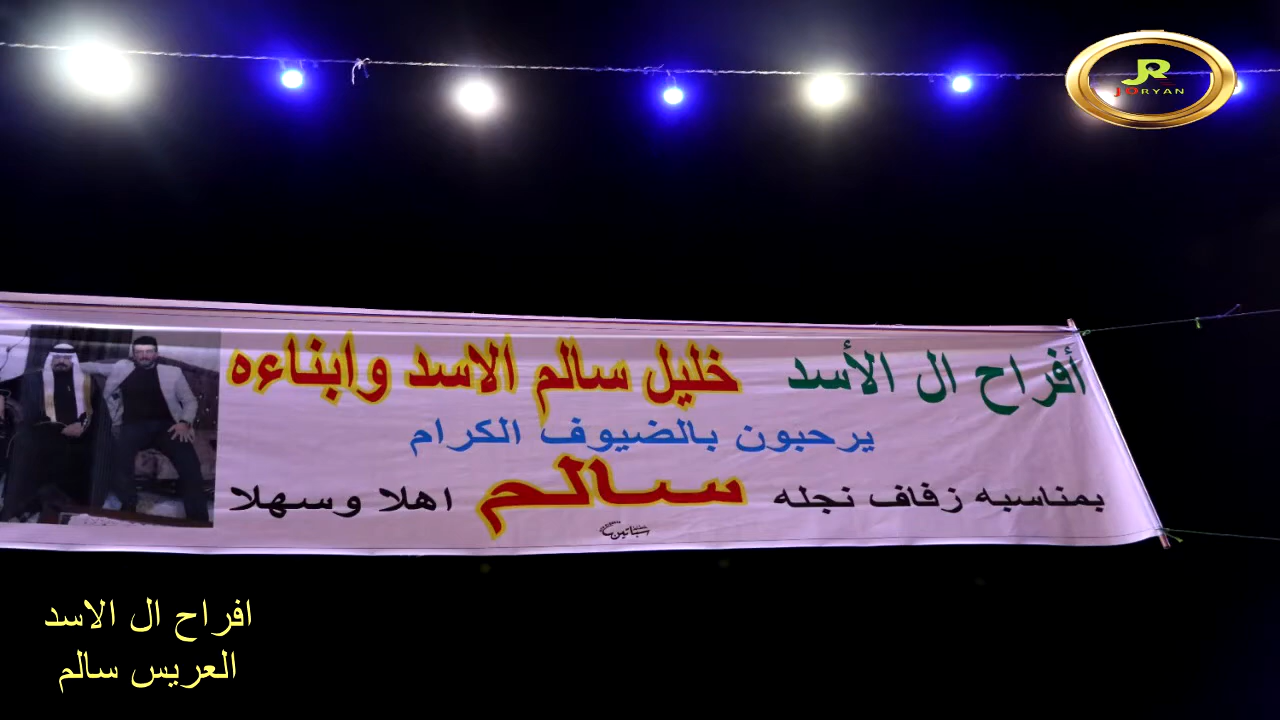 JR
JORYAN
أفراح ال الأسد خليل سالم الاسد وابناءه
يرحبون بالضيوف الكرام
بمناسبه زفاف نجله سالم اهلا وسهلا
افراح ال الاسد
العريس سالم